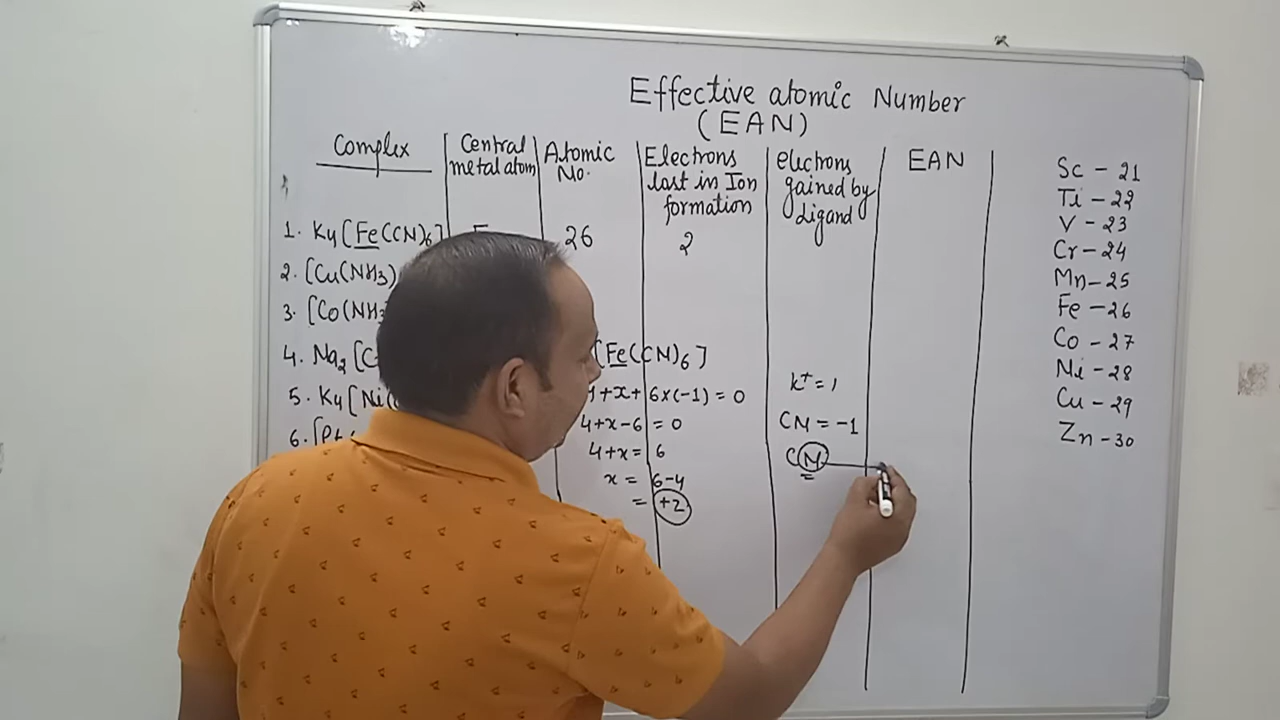 Effective atomic Number
(EAN)
Complex
Central metal atom
Atomic No.
Electrons lost in Ion formation
electrons gained by Ligand
EAN
1. K4[Fe(CN)6]
26
2
2. [Cu(NH3)
3. [Co(NH3
4. Na2[C
5. K4[Ni(
6. [Pt
[Fe(CN)6]
+x+6x(-1) = 0
4+x-6 = 0
4+x = 6
x = 6-4
= +2
K+ = 1
CN = -1
CN
Sc - 21
Ti - 22
V - 23
Cr - 24
Mn - 25
Fe - 26
Co - 27
Ni - 28
Cu - 29
Zn - 30